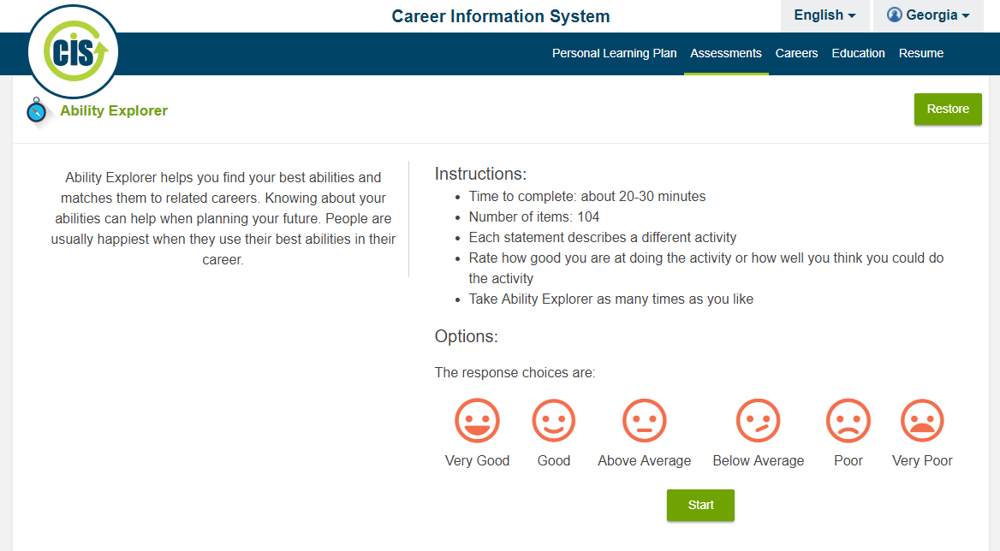 Career Information System
English
Georgia
CIS
Personal Learning Plan
Assessments
Careers
Education
Resume
Ability Explorer
Restore
Ability Explorer helps you find your best abilities and
matches them to related careers. Knowing about your
abilities can help when planning your future. People are
usually happiest when they use their best abilities in their
career.
Instructions:
Time to complete: about 20-30 minutes
Number of items: 104
Each statement describes a different activity
Rate how good you are at doing the activity or how well you think you could do
the activity
Take Ability Explorer as many times as you like
Options:
The response choices are:
Very Good
Good
Above Average
Below Average
Poor
Very Poor
Start